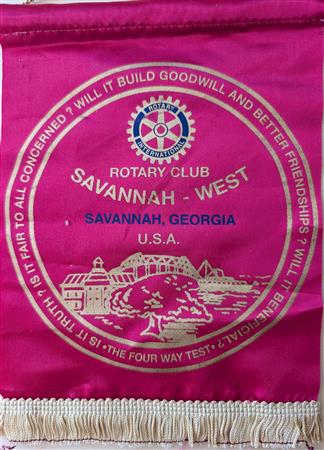 ROTARY
INTERNATIONAL
ROTARY CLUB
SAVANNAH - WEST
SAVANNAH, GEORGIA
U.S.A.
• THE FOUR WAY TEST •
IS IT TRUTH ? IS IT FAIR TO ALL CONCERNED ? WILL IT BUILD GOODWILL AND BETTER FRIENDSHIPS ? WILL IT BENEFICIAL ?